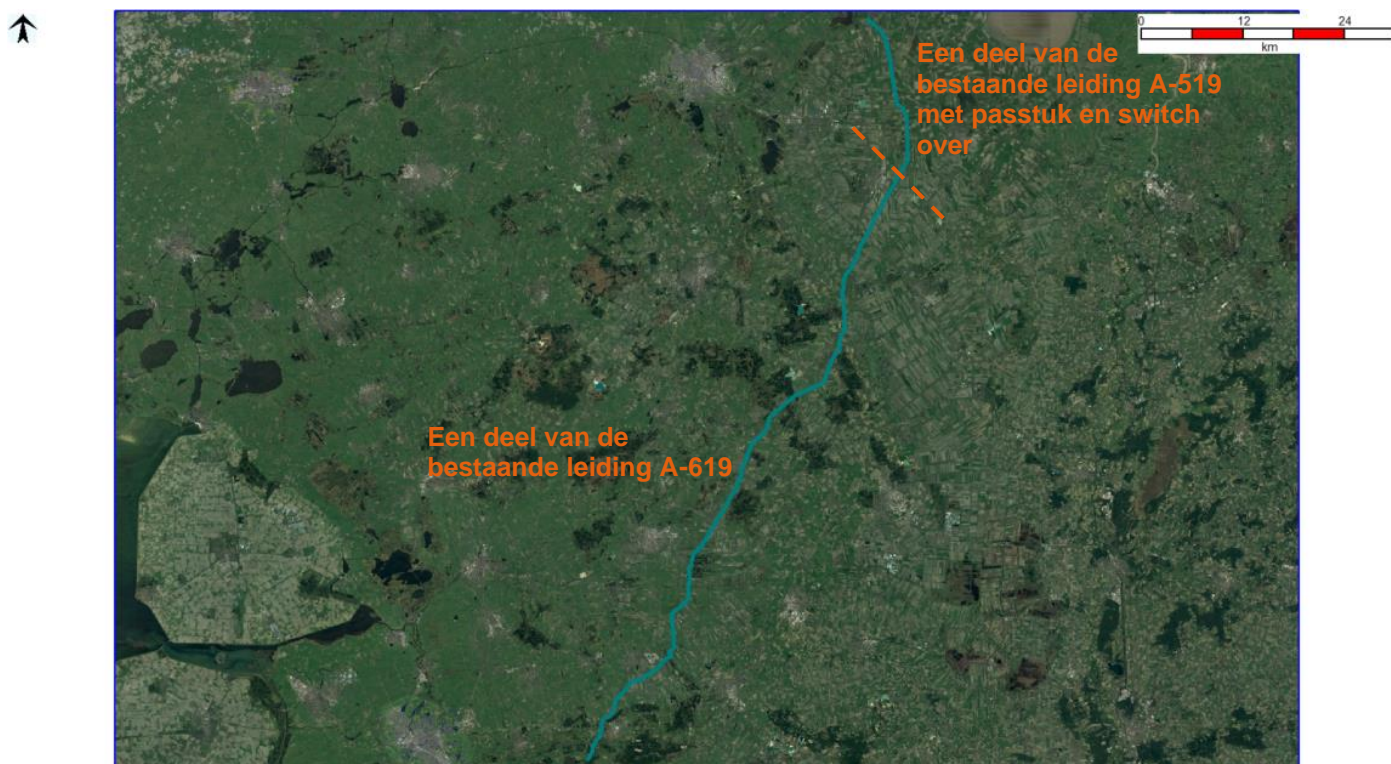 0 12 24
km
Een deel van de
bestaande leiding A-519
met passtuk en switch
over
Een deel van de
bestaande leiding A-619